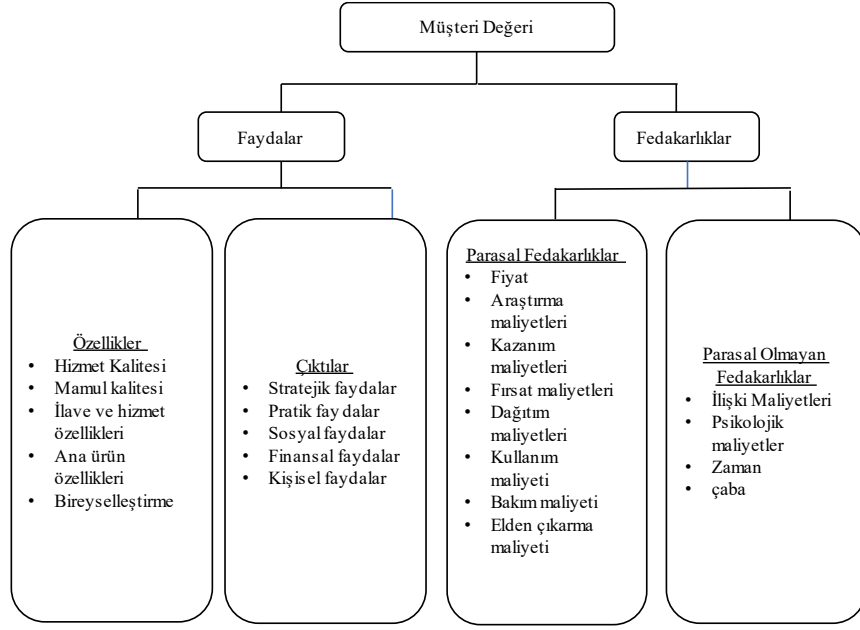 Müşteri Değeri
Faydalar
Fedakarlıklar
Özellikler
• Hizmet Kalitesi
• Mamul kalitesi
• İlave ve hizmet
özellikleri
• Ana ürün
özellikleri
• Bireyselleştirme
Çıktılar
• Stratejik faydalar
• Pratik faydalar
• Sosyal faydalar
• Finansal faydalar
• Kişisel faydalar
Parasal Fedakarlıklar
• Fiyat
• Araştırma
maliyetleri
• Kazanım
maliyetleri
• Fırsat maliyetleri
• Dağıtım
maliyetleri
• Kullanım
maliyeti
• Bakım maliyeti
• Elden çıkarma
maliyeti
Parasal Olmayan
Fedakarlıklar
• İlişki Maliyetleri
• Psikolojik
maliyetler
• Zaman
• çaba